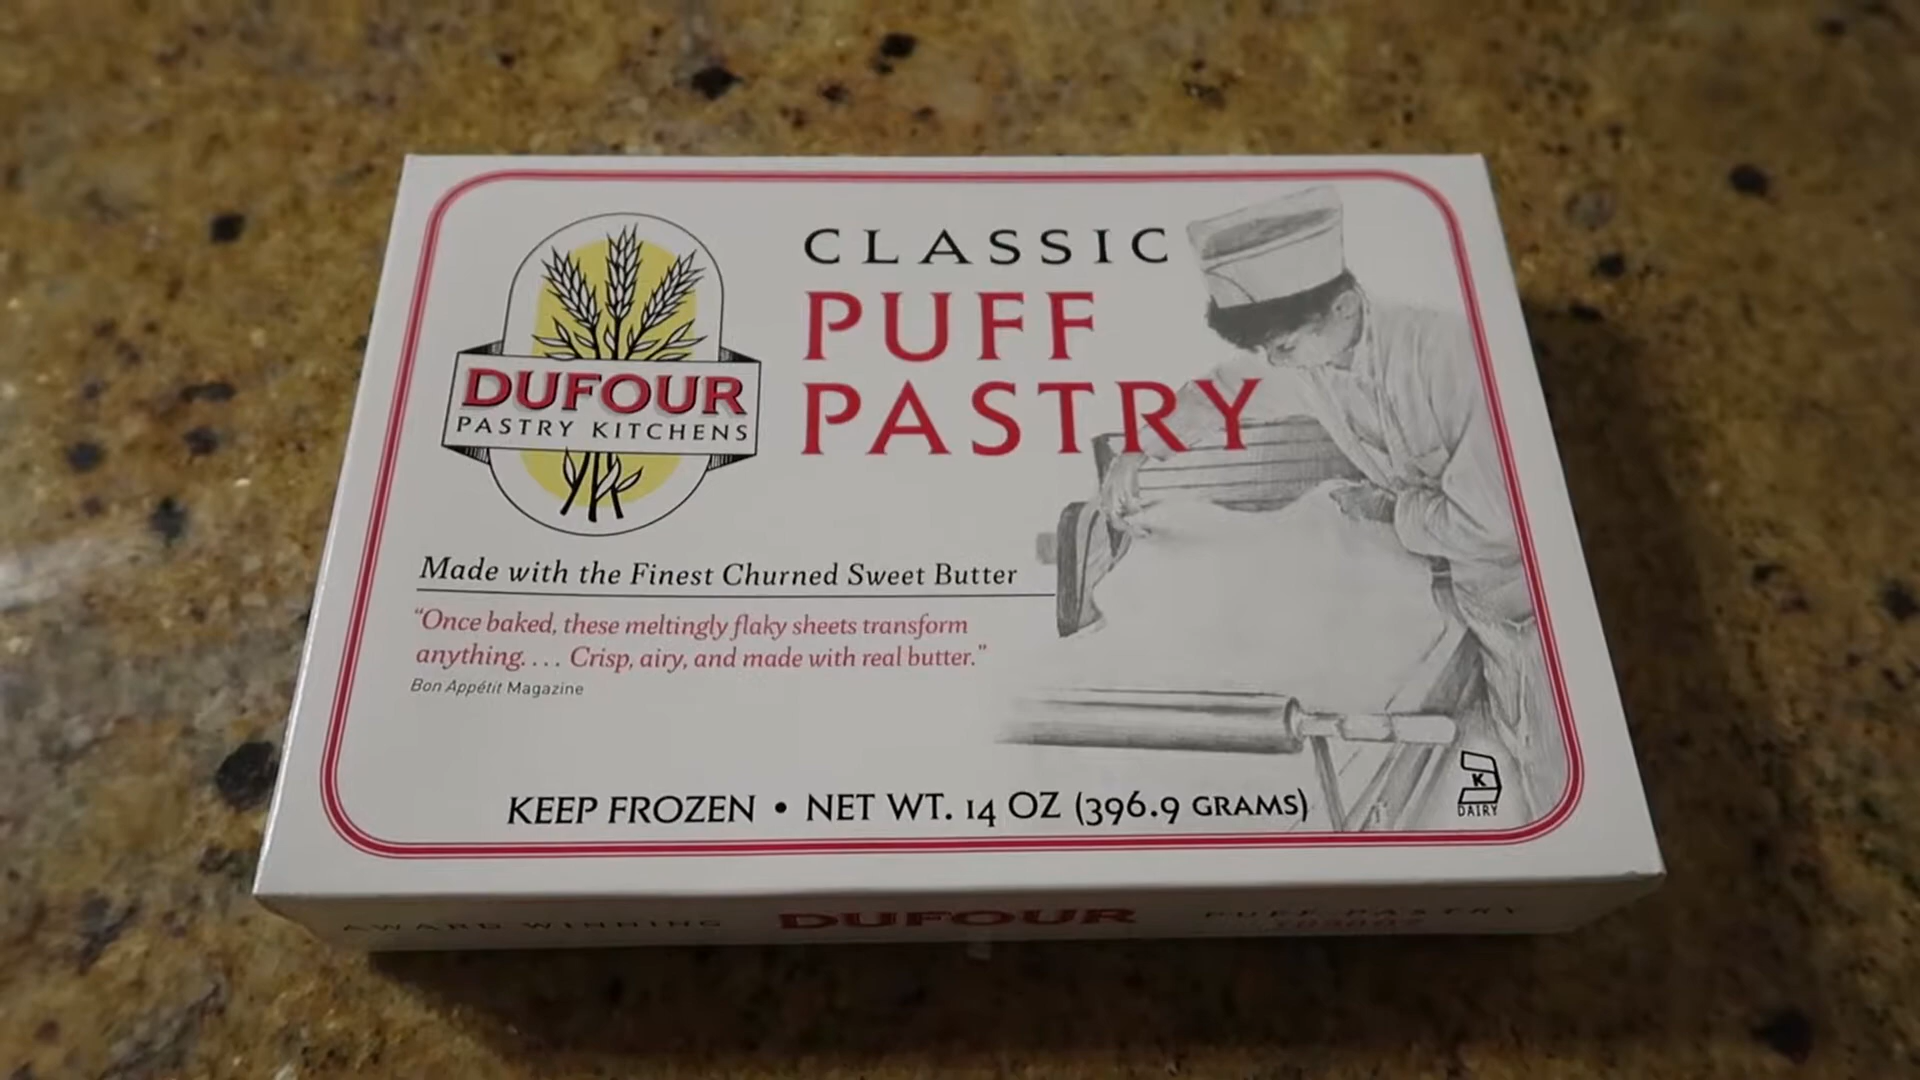 CLASSIC
PUFF
PASTRY
DUFOUR
PASTRY KITCHENS
Made with the Finest Churned Sweet Butter
“Once baked, these meltingly flaky sheets transform
anything.... Crisp, airy, and made with real butter.”
Bon Appétit Magazine
KEEP FROZEN • NET WT. 14 OZ (396.9 GRAMS)
K
DAIRY
AWARD WINNING DUFOUR PUFF PASTRY